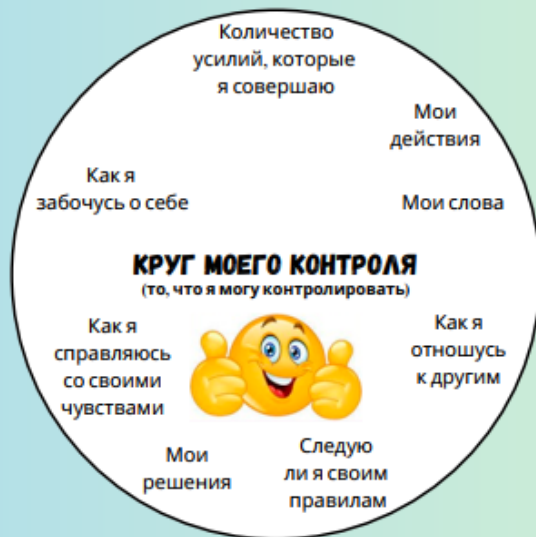 Количество
усилий, которые
я совершаю
Мои
действия
Как я
забочусь о себе
Мои слова
КРУГ МОЕГО КОНТРОЛЯ
(то, что я могу контролировать)
Как я
справляюсь
со своими
чувствами
Как я
отношусь
к другим
Мои
решения
Следую
ли я своим
правилам